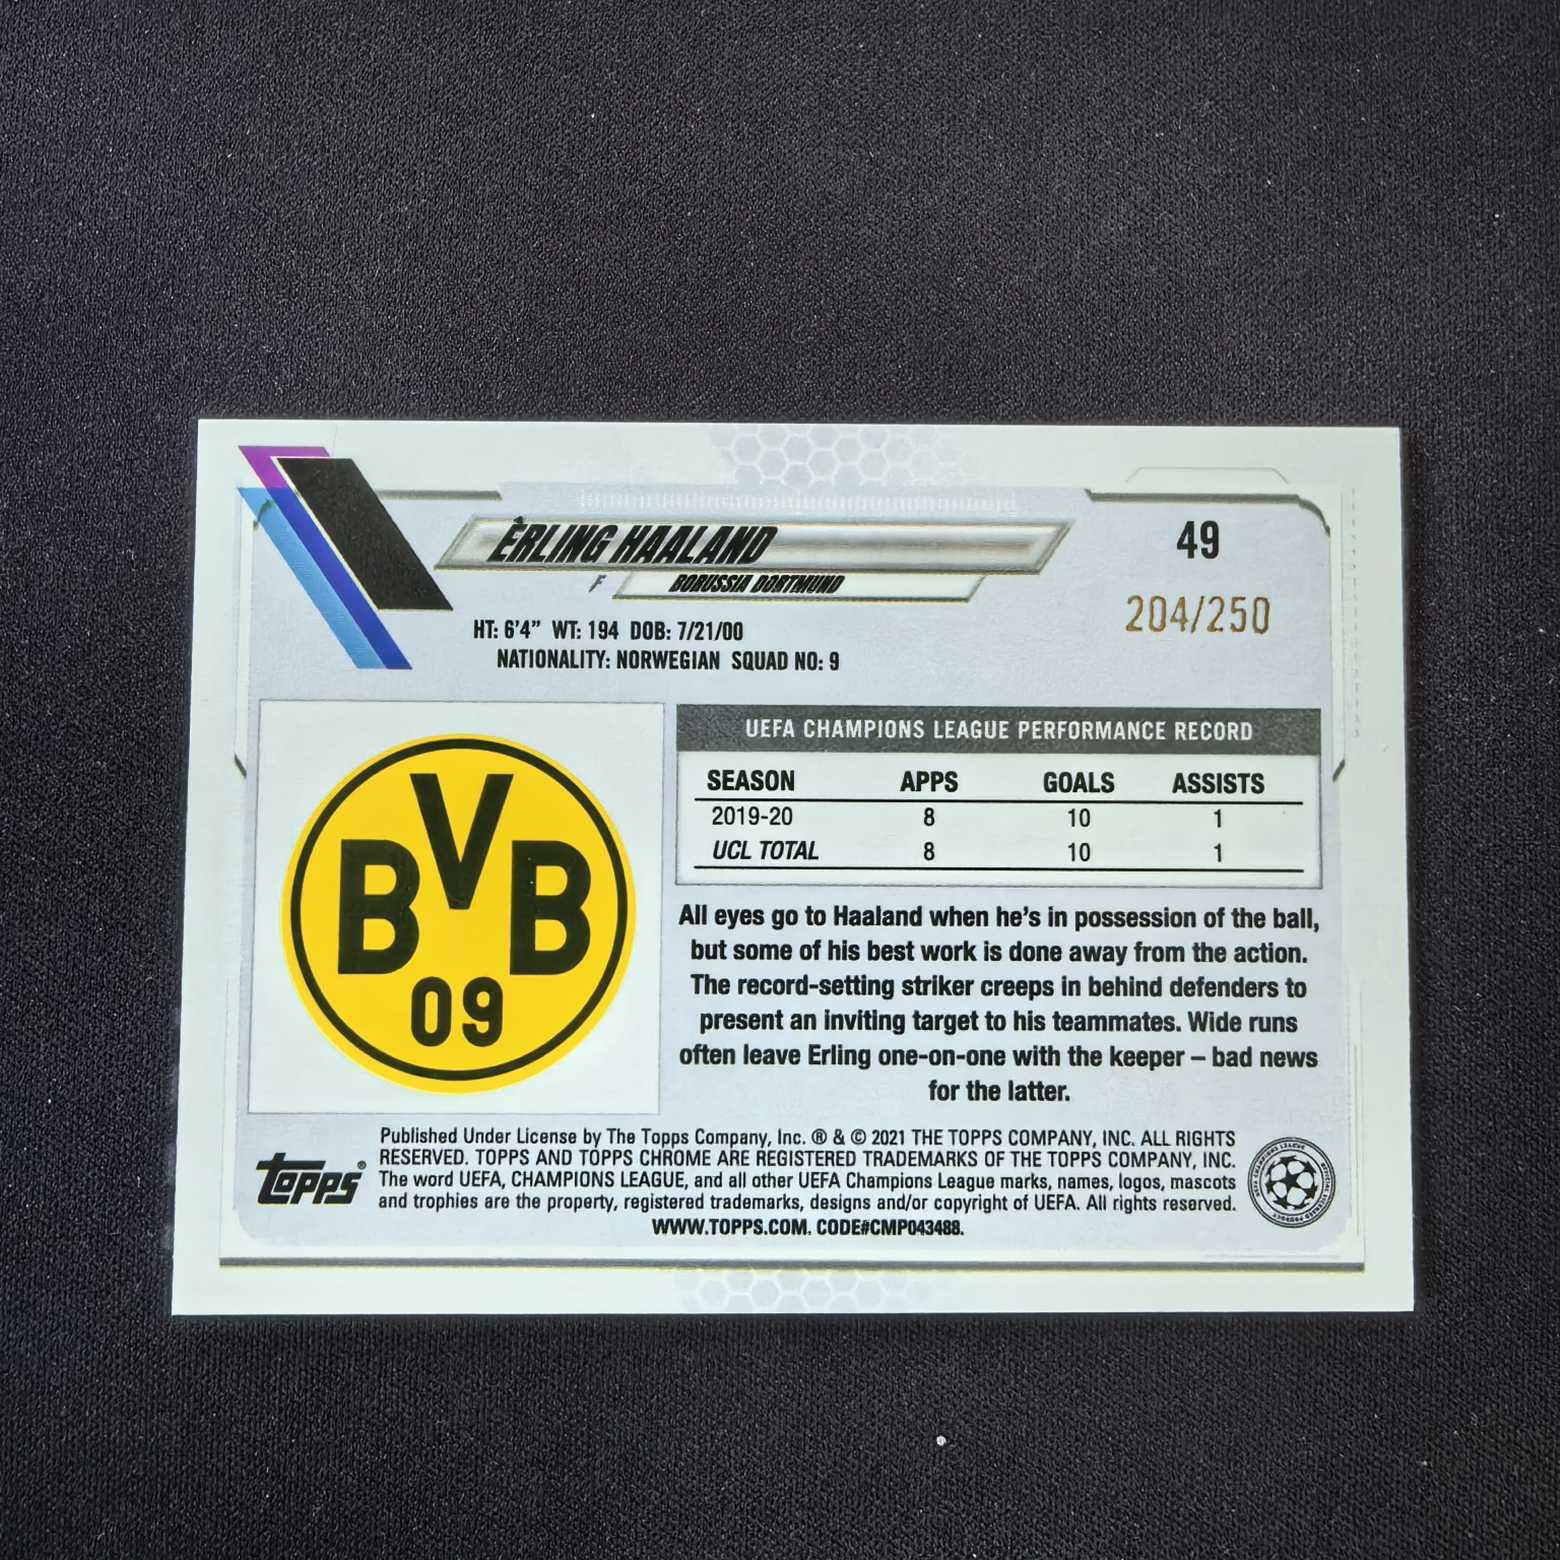 ERLING HAALAND
F BORUSSIA DORTMUND
49
204/250
HT: 6'4" WT: 194 DOB: 7/21/00
NATIONALITY: NORWEGIAN SQUAD NO: 9
BVB
09
UEFA CHAMPIONS LEAGUE PERFORMANCE RECORD
SEASON APPS GOALS ASSISTS
2019-20 8 10 1
UCL TOTAL 8 10 1
All eyes go to Haaland when he's in possession of the ball,
but some of his best work is done away from the action.
The record-setting striker creeps in behind defenders to
present an inviting target to his teammates. Wide runs
often leave Erling one-on-one with the keeper – bad news
for the latter.
topps®
Published Under License by The Topps Company, Inc. ® & © 2021 THE TOPPS COMPANY, INC. ALL RIGHTS
RESERVED. TOPPS AND TOPPS CHROME ARE REGISTERED TRADEMARKS OF THE TOPPS COMPANY, INC.
The word UEFA, CHAMPIONS LEAGUE, and all other UEFA Champions League marks, names, logos, mascots
and trophies are the property, registered trademarks, designs and/or copyright of UEFA. All rights reserved.
WWW.TOPPS.COM. CODE#CMP043488.